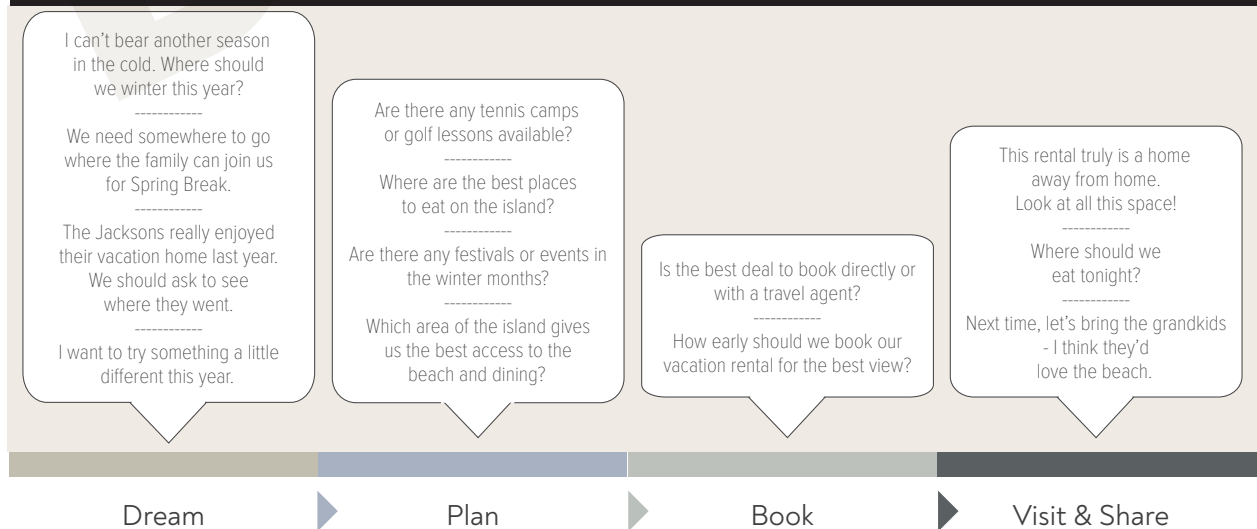 I can't bear another season
in the cold. Where should
we winter this year?
------------
We need somewhere to go
where the family can join us
for Spring Break.
------------
The Jacksons really enjoyed
their vacation home last year.
We should ask to see
where they went.
------------
I want to try something a little
different this year.
Are there any tennis camps
or golf lessons available?
------------
Where are the best places
to eat on the island?
------------
Are there any festivals or events in
the winter months?
------------
Which area of the island gives
us the best access to the
beach and dining?
Is the best deal to book directly or
with a travel agent?
------------
How early should we book our
vacation rental for the best view?
This rental truly is a home
away from home.
Look at all this space!
------------
Where should we
eat tonight?
------------
Next time, let's bring the grandkids
- I think they'd
love the beach.
Dream
Plan
Book
Visit & Share